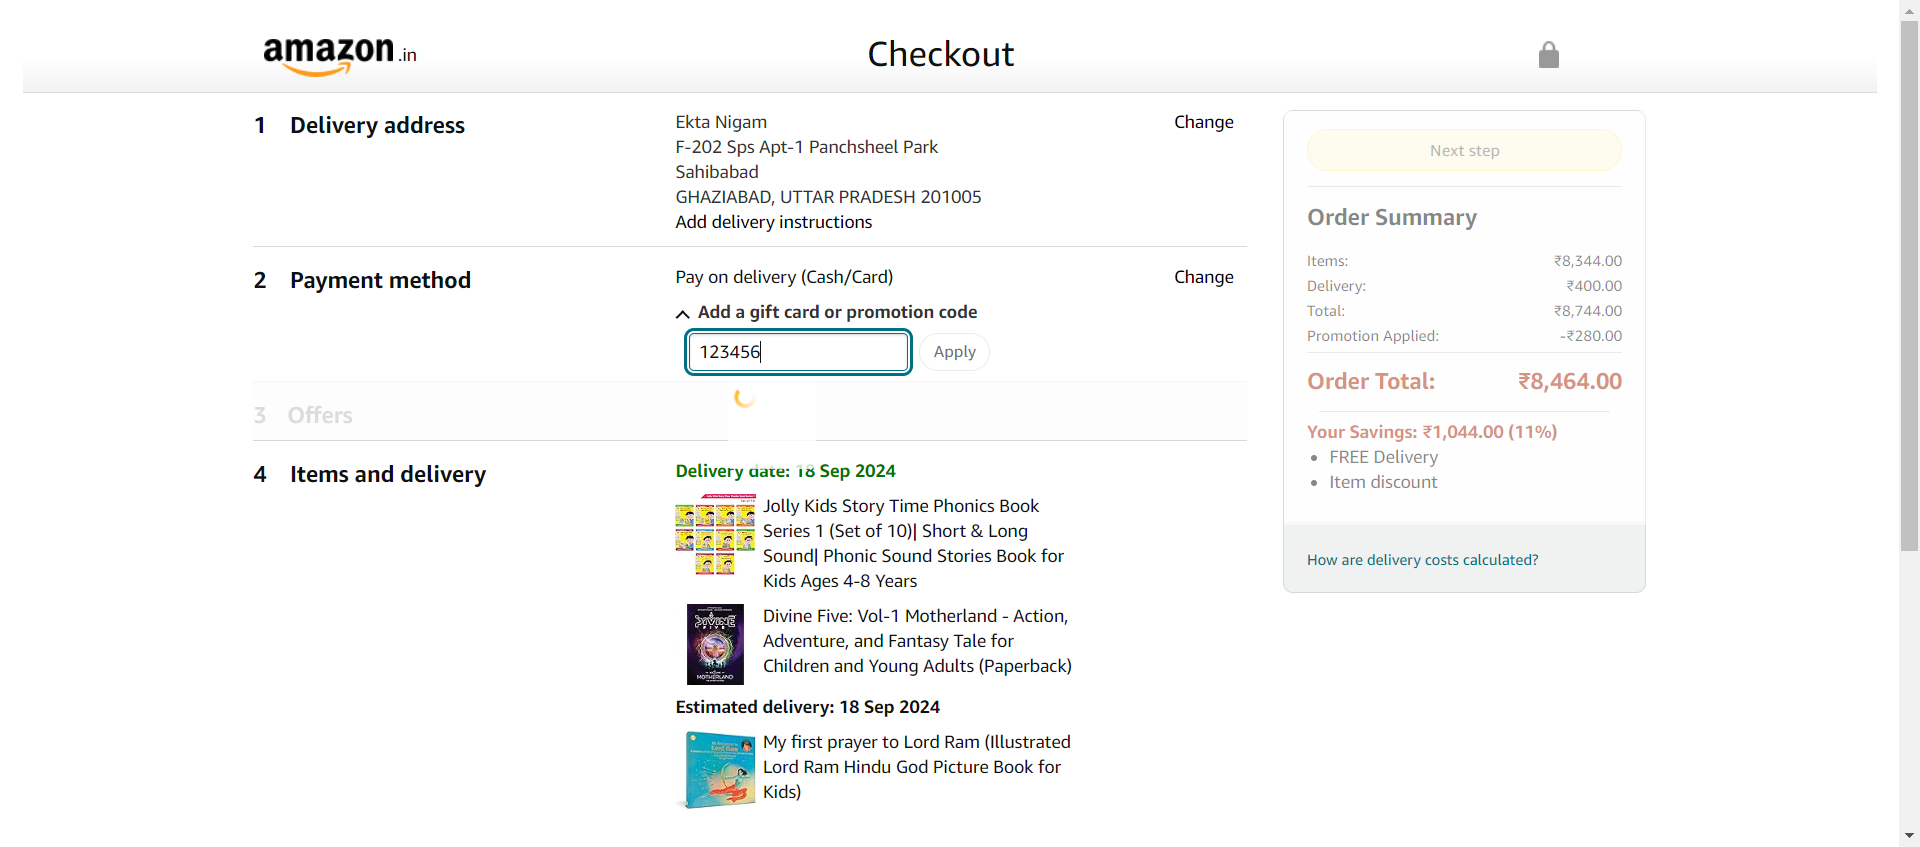 amazon.in
Checkout
1 Delivery address
Ekta Nigam
F-202 Sps Apt-1 Panchsheel Park
Sahibabad
GHAZIABAD, UTTAR PRADESH 201005
Add delivery instructions
Change
2 Payment method
Pay on delivery (Cash/Card)
Change
Add a gift card or promotion code
123456
Apply
3 Offers
4 Items and delivery
Delivery date: 18 Sep 2024
Jolly Kids Story Time Phonics Book
Series 1 (Set of 10)| Short & Long
Sound| Phonic Sound Stories Book for
Kids Ages 4-8 Years
DIVINE
FIVE
MOTHERLAND
Divine Five: Vol-1 Motherland - Action,
Adventure, and Fantasy Tale for
Children and Young Adults (Paperback)
Estimated delivery: 18 Sep 2024
My first prayer to Lord Ram (Illustrated
Lord Ram Hindu God Picture Book for
Kids)
Next step
Order Summary
Items: ₹8,344.00
Delivery: ₹400.00
Total: ₹8,744.00
Promotion Applied: -₹280.00
Order Total: ₹8,464.00
Your Savings: ₹1,044.00 (11%)
• FREE Delivery
• Item discount
How are delivery costs calculated?